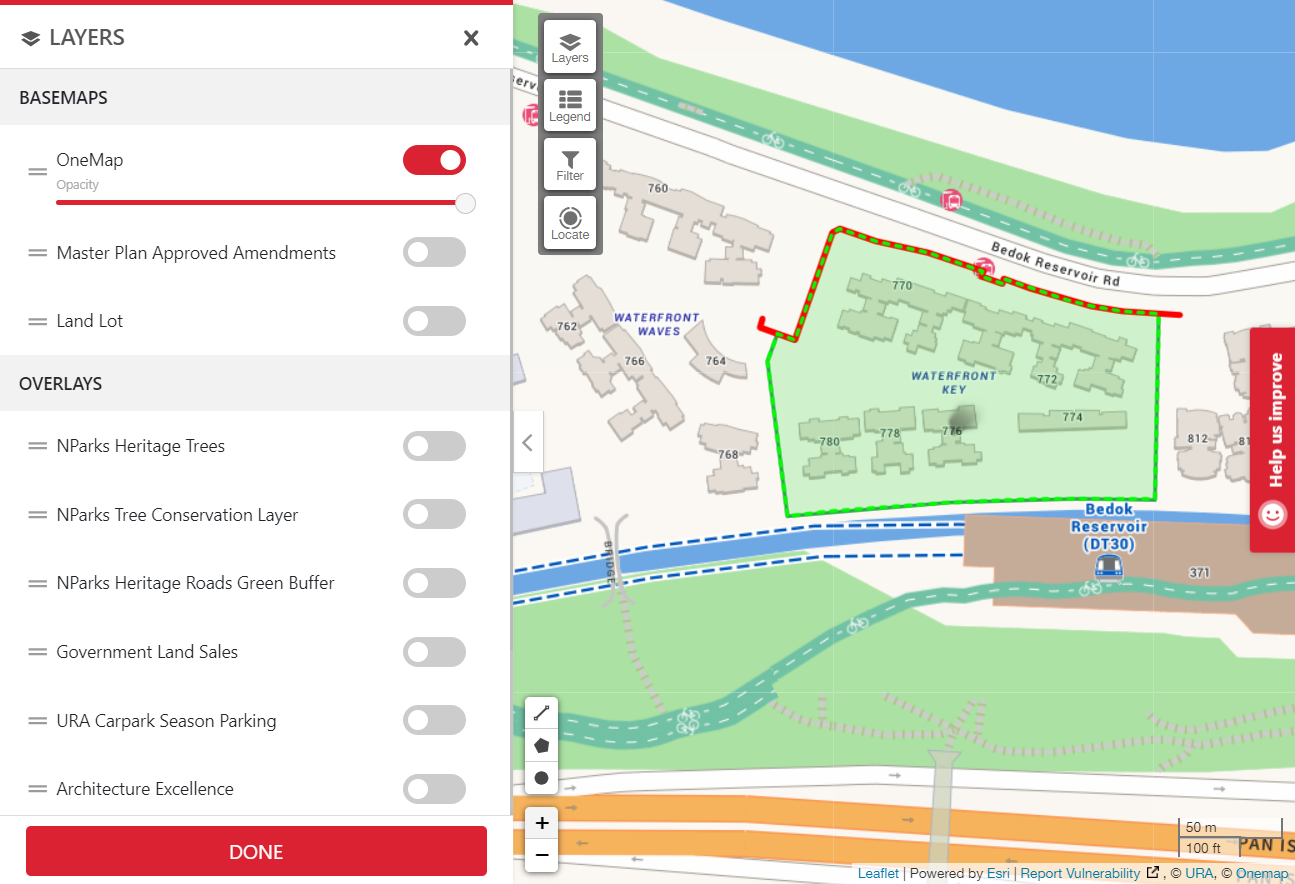 LAYERS
BASEMAPS
OneMap
Opacity
Master Plan Approved Amendments
Land Lot
OVERLAYS
NParks Heritage Trees
NParks Tree Conservation Layer
NParks Heritage Roads Green Buffer
Government Land Sales
URA Carpark Season Parking
Architecture Excellence
DONE
Layers
Legend
Filter
Locate
760
Bedok Reservoir Rd
770
762
WATERFRONT
WAVES
766
764
WATERFRONT
KEY
772
774
776
778
780
768
812
Help us improve
Bedok
Reservoir
(DT30)
371
BRIDGE
+
−
50 m
100 ft
PAN IS
Leaflet | Powered by Esri | Report Vulnerability , © URA, © Onemap